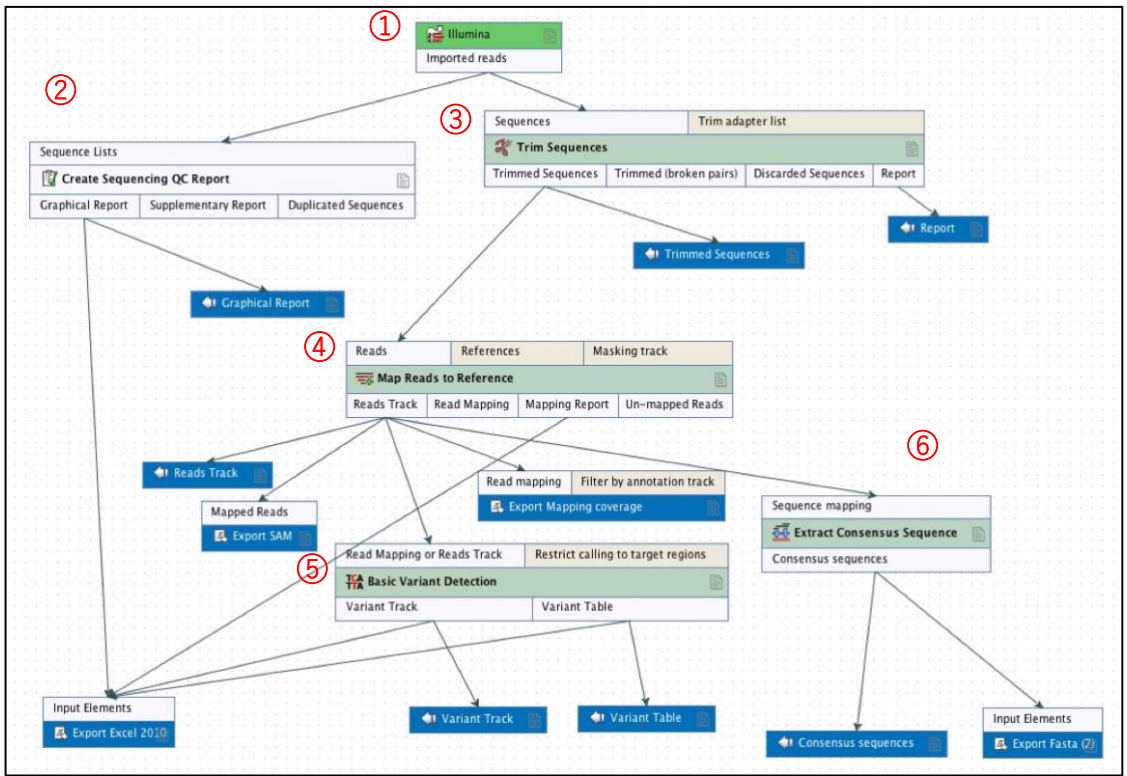 ①
Illumina
Imported reads
②
③
Sequences Trim adapter list
Trim Sequences
Trimmed Sequences Trimmed (broken pairs) Discarded Sequences Report
Sequence Lists
Create Sequencing QC Report
Graphical Report Supplementary Report Duplicated Sequences
Report
Trimmed Sequences
Graphical Report
④
Reads References Masking track
Map Reads to Reference
Reads Track Read Mapping Mapping Report Un-mapped Reads
⑥
Reads Track
Read mapping Filter by annotation track
Export Mapping coverage
Mapped Reads
Export SAM
Sequence mapping
Extract Consensus Sequence
Consensus sequences
⑤
Read Mapping or Reads Track Restrict calling to target regions
TCA
TTA
Basic Variant Detection
Variant Track Variant Table
Input Elements
Export Excel 2010
Variant Track
Variant Table
Consensus sequences
Input Elements
Export Fasta (2)